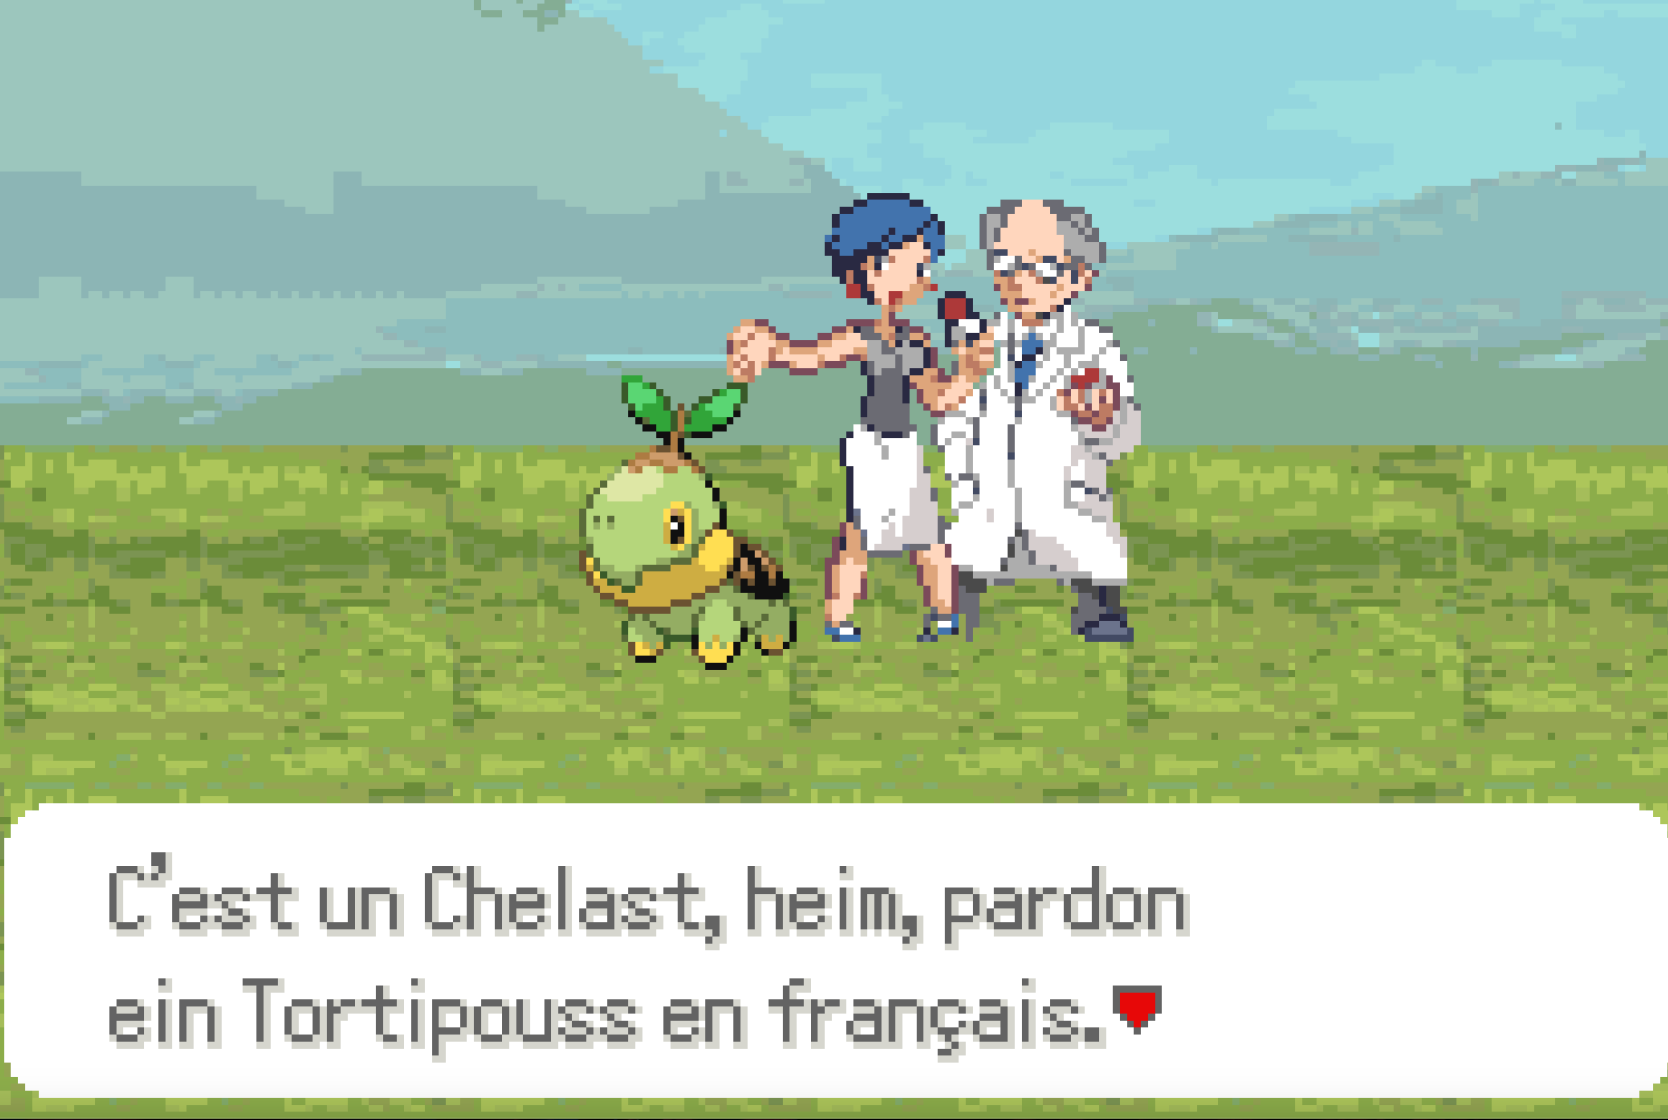 C'est un Chelast, heim, pardon
ein Tortipouss en français.